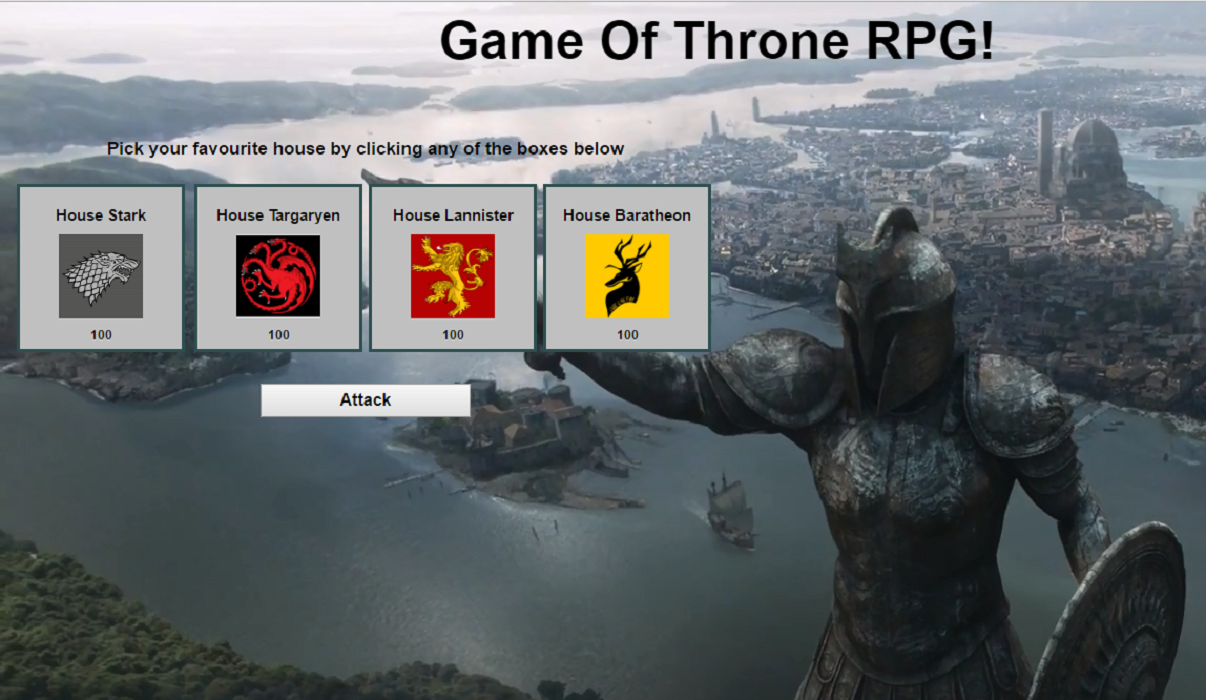 Game Of Throne RPG!
Pick your favourite house by clicking any of the boxes below
House Stark
100
House Targaryen
100
House Lannister
100
House Baratheon
100
Attack